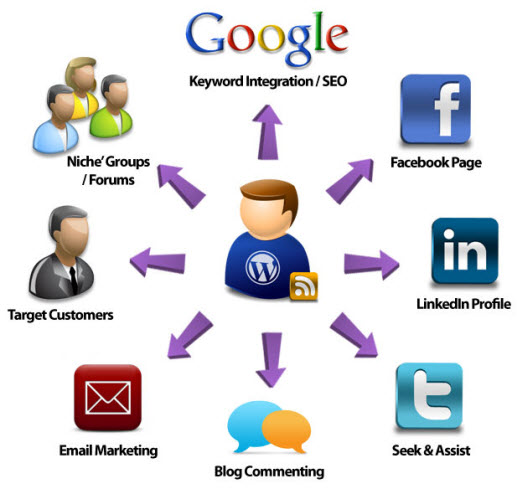 Google
Keyword Integration / SEO
f
Facebook Page
Niche' Groups
/ Forums
W
in
LinkedIn Profile
Target Customers
t
Seek & Assist
Email Marketing
Blog Commenting